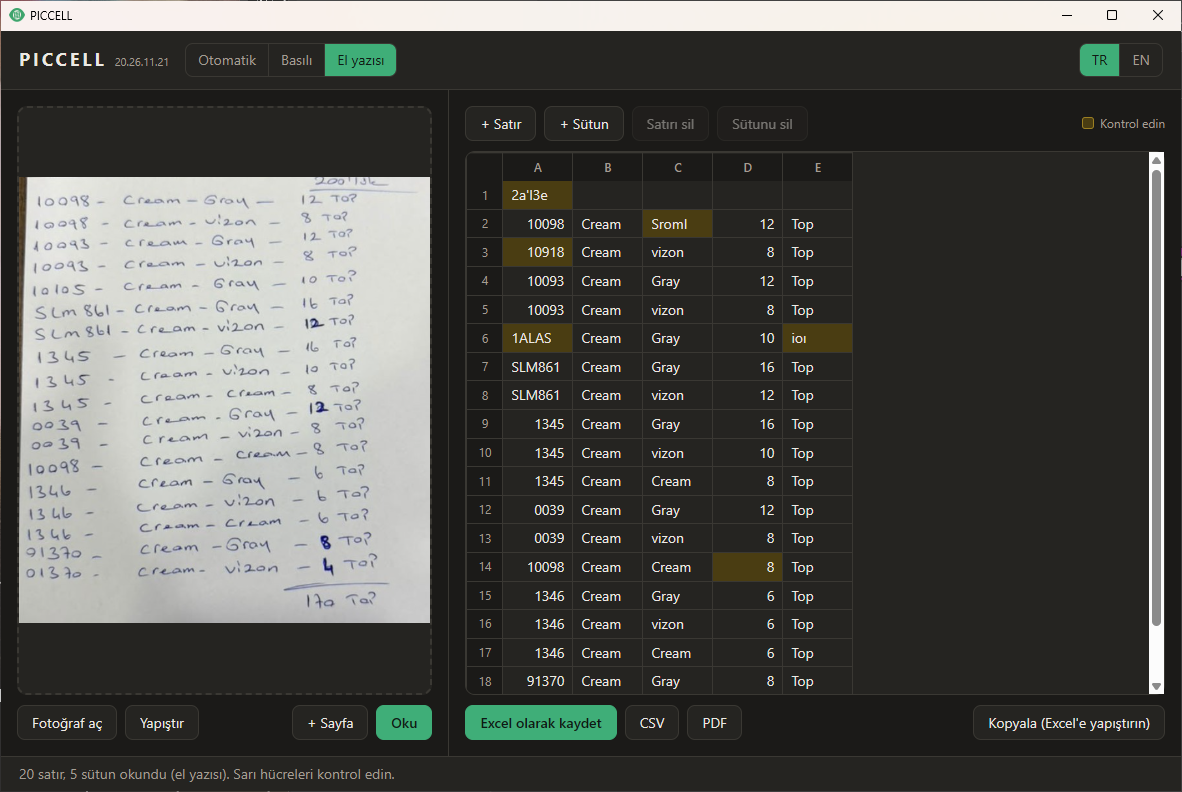 PICCELL
PICCELL 20.26.11.21 Otomatik Basılı El yazısı TR EN
+ Satır + Sütun Satırı sil Sütunu sil Kontrol edin
10098 - Cream - Gray - 12 TOP
10098 - Cream - vizon - 8 TOP
10093 - Cream - Gray - 12 TOP
10093 - Cream - vizon - 8 TOP
10105 - Cream - Gray - 10 TOP
SLM 861 - Cream - Gray - 16 TOP
SLM 861 - Cream - vizon - 12 TOP
1345 - Cream - Gray - 16 TOP
1345 - Cream - vizon - 10 TOP
1345 - Cream - Cream - 8 TOP
0039 - Cream - Gray - 12 TOP
0039 - Cream - vizon - 8 TOP
10098 - Cream - Cream - 8 TOP
1346 - Cream - Gray - 6 TOP
1346 - Cream - vizon - 6 TOP
1346 - Cream - Cream - 6 TOP
01370 - Cream - Gray - 8 TOP
01370 - Cream - vizon - 4 TOP
170 TOP
A B C D E
1 2a'l3e
2 10098 Cream Sroml 12 Top
3 10918 Cream vizon 8 Top
4 10093 Cream Gray 12 Top
5 10093 Cream vizon 8 Top
6 1ALAS Cream Gray 10 ioı
7 SLM861 Cream Gray 16 Top
8 SLM861 Cream vizon 12 Top
9 1345 Cream Gray 16 Top
10 1345 Cream vizon 10 Top
11 1345 Cream Cream 8 Top
12 0039 Cream Gray 12 Top
13 0039 Cream vizon 8 Top
14 10098 Cream Cream 8 Top
15 1346 Cream Gray 6 Top
16 1346 Cream vizon 6 Top
17 1346 Cream Cream 6 Top
18 91370 Cream Gray 8 Top
Fotoğraf aç Yapıştır + Sayfa Oku
Excel olarak kaydet CSV PDF Kopyala (Excel'e yapıştırın)
20 satır, 5 sütun okundu (el yazısı). Sarı hücreleri kontrol edin.